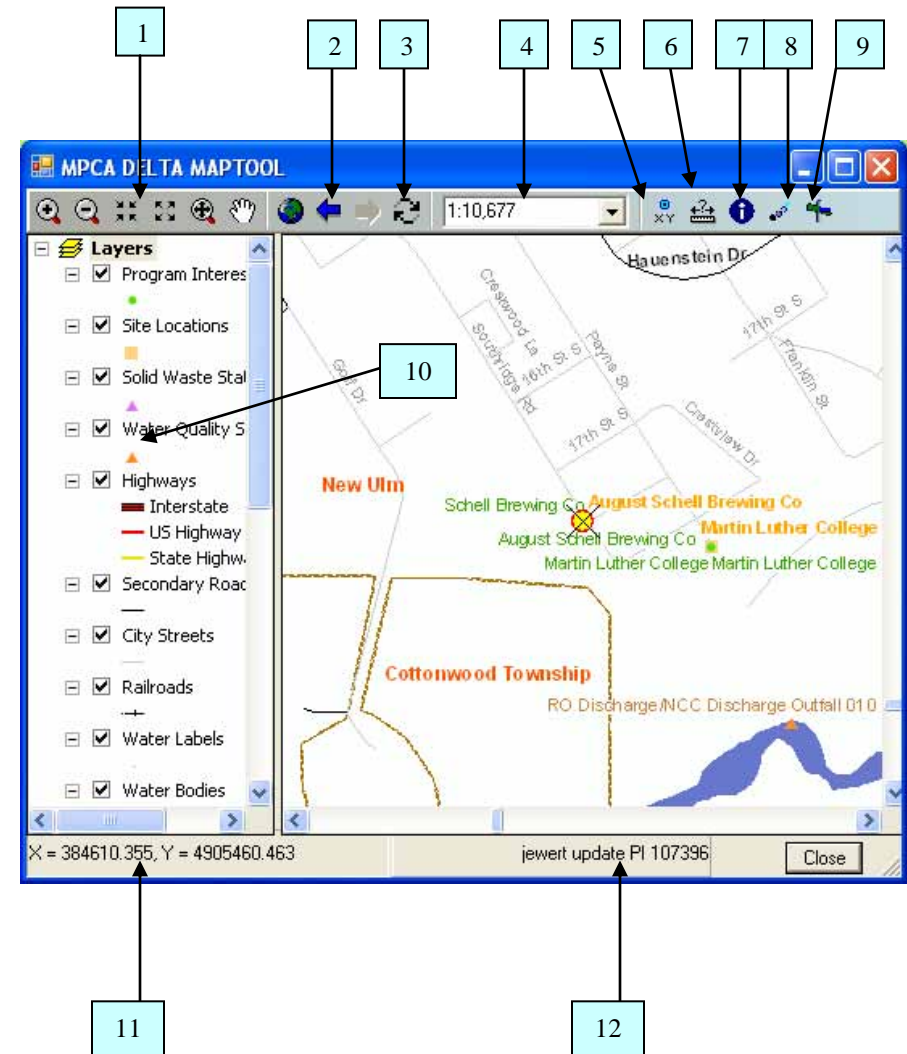 1
2
3
4
5
6
7
8
9
MPCA DELTA MAPTOOL
1:10,677
XY
Layers
Program Interes
Site Locations
Solid Waste Sta
Water Quality S
Highways
Interstate
US Highway
State Highw
Secondary Road
City Streets
Railroads
Water Labels
Water Bodies
10
Hauenstein Dr
Crestwood La
Southridge Rd
16th St S
Payne St
17th St S
Franklin St
Golf Dr
17th St S
Crestview Dr
New Ulm
Schell Brewing Co
August Schell Brewing Co
August Schell Brewing Co
Martin Luther College
Martin Luther College Martin Luther College
Cottonwood Township
RO Discharge/NCC Discharge Outfall 010
X = 384610.355, Y = 4905460.463
jewert update PI 107396
Close
11
12